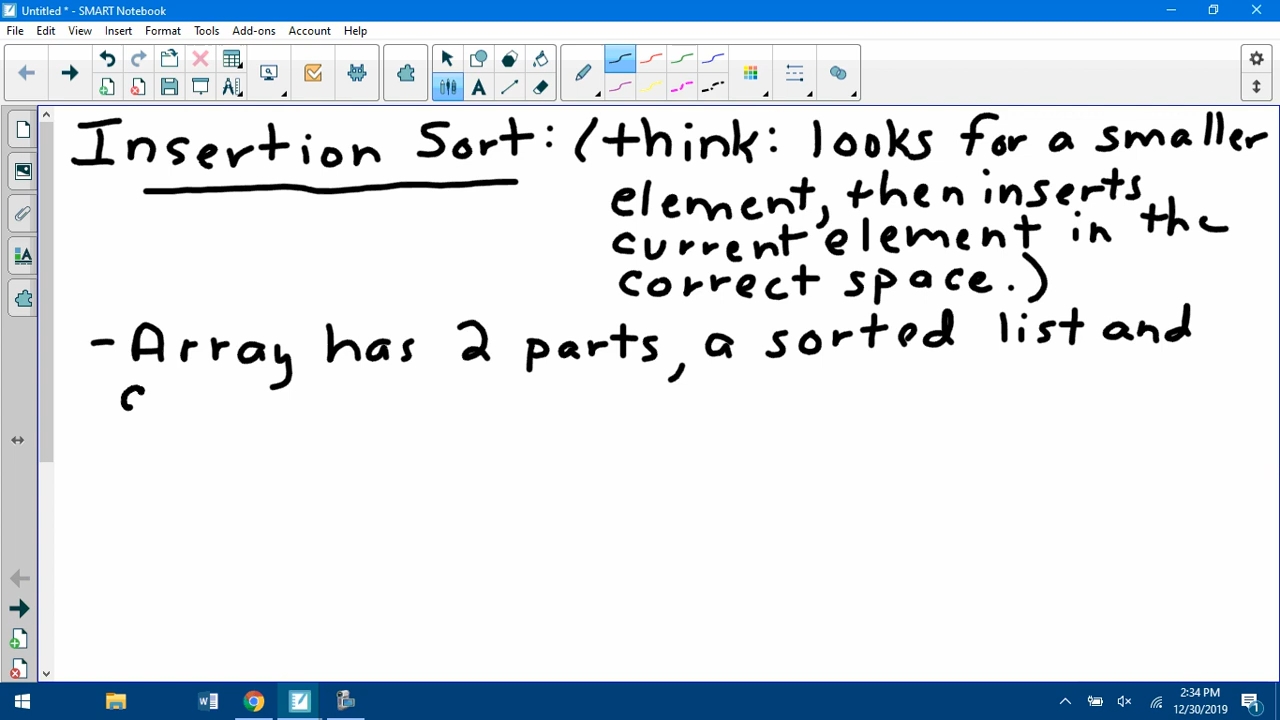 Untitled * - SMART Notebook
File Edit View Insert Format Tools Add-ons Account Help
Insertion Sort: (think: looks for a smaller
element, then inserts
current element in the
correct space.)
- Array has 2 parts, a sorted list and
2:34 PM
12/30/2019